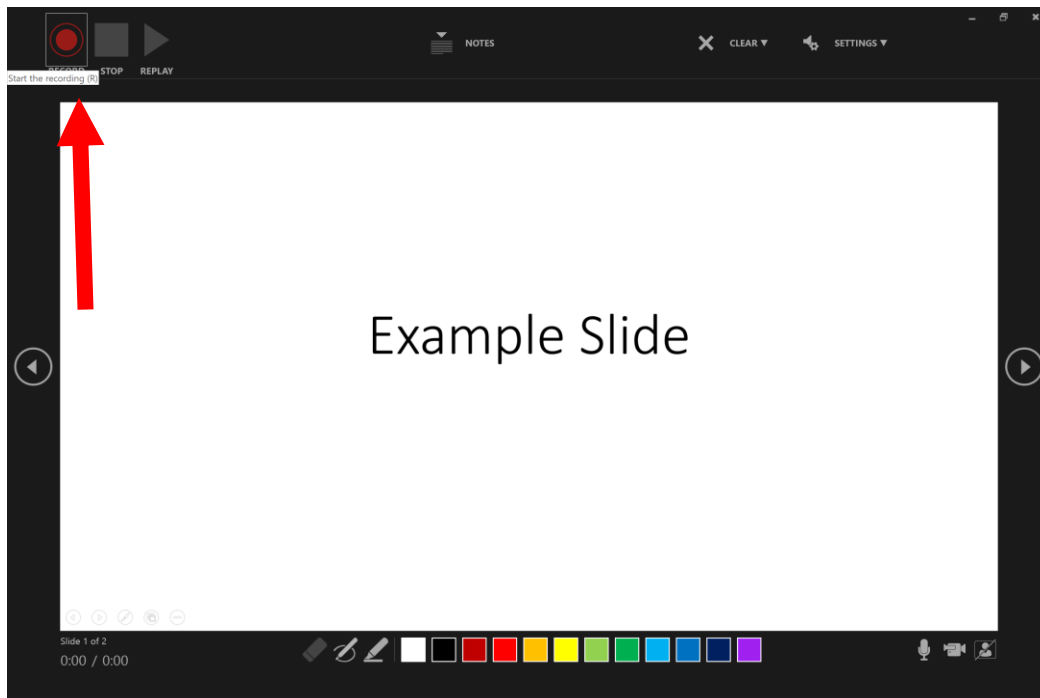 RECORD STOP REPLAY
Start the recording (R)
NOTES
CLEAR
SETTINGS
Example Slide
Slide 1 of 2
0:00 / 0:00